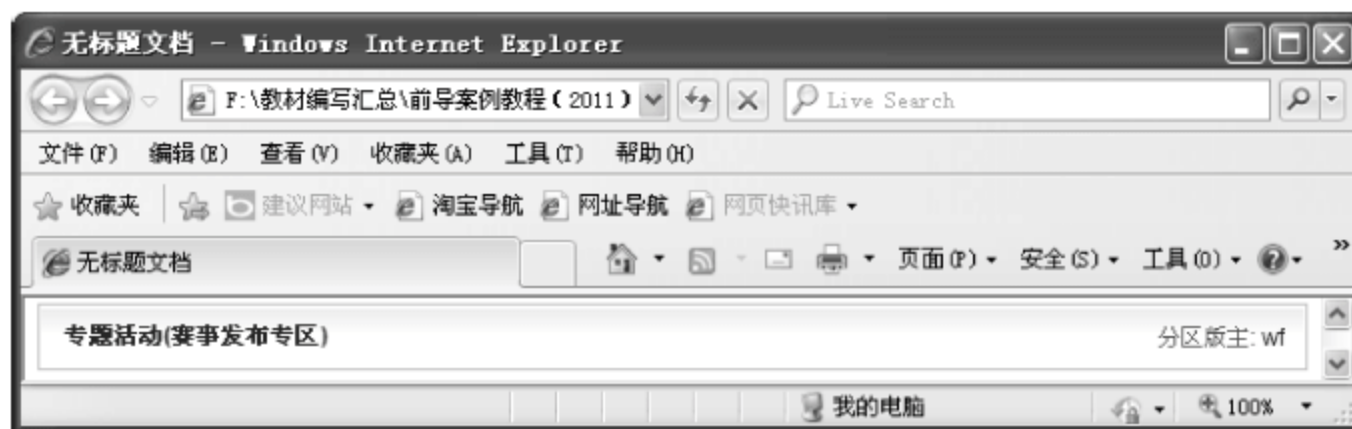 无标题文档 - Windows Internet Explorer
F:\教材编写汇总\前导案例教程(2011) Live Search
文件(F) 编辑(E) 查看(V) 收藏夹(A) 工具(T) 帮助(H)
收藏夹 建议网站 淘宝导航 网址导航 网页快讯库
无标题文档 页面(P) 安全(S) 工具(O) »
专题活动(赛事发布专区) 分区版主: wf
我的电脑 100%